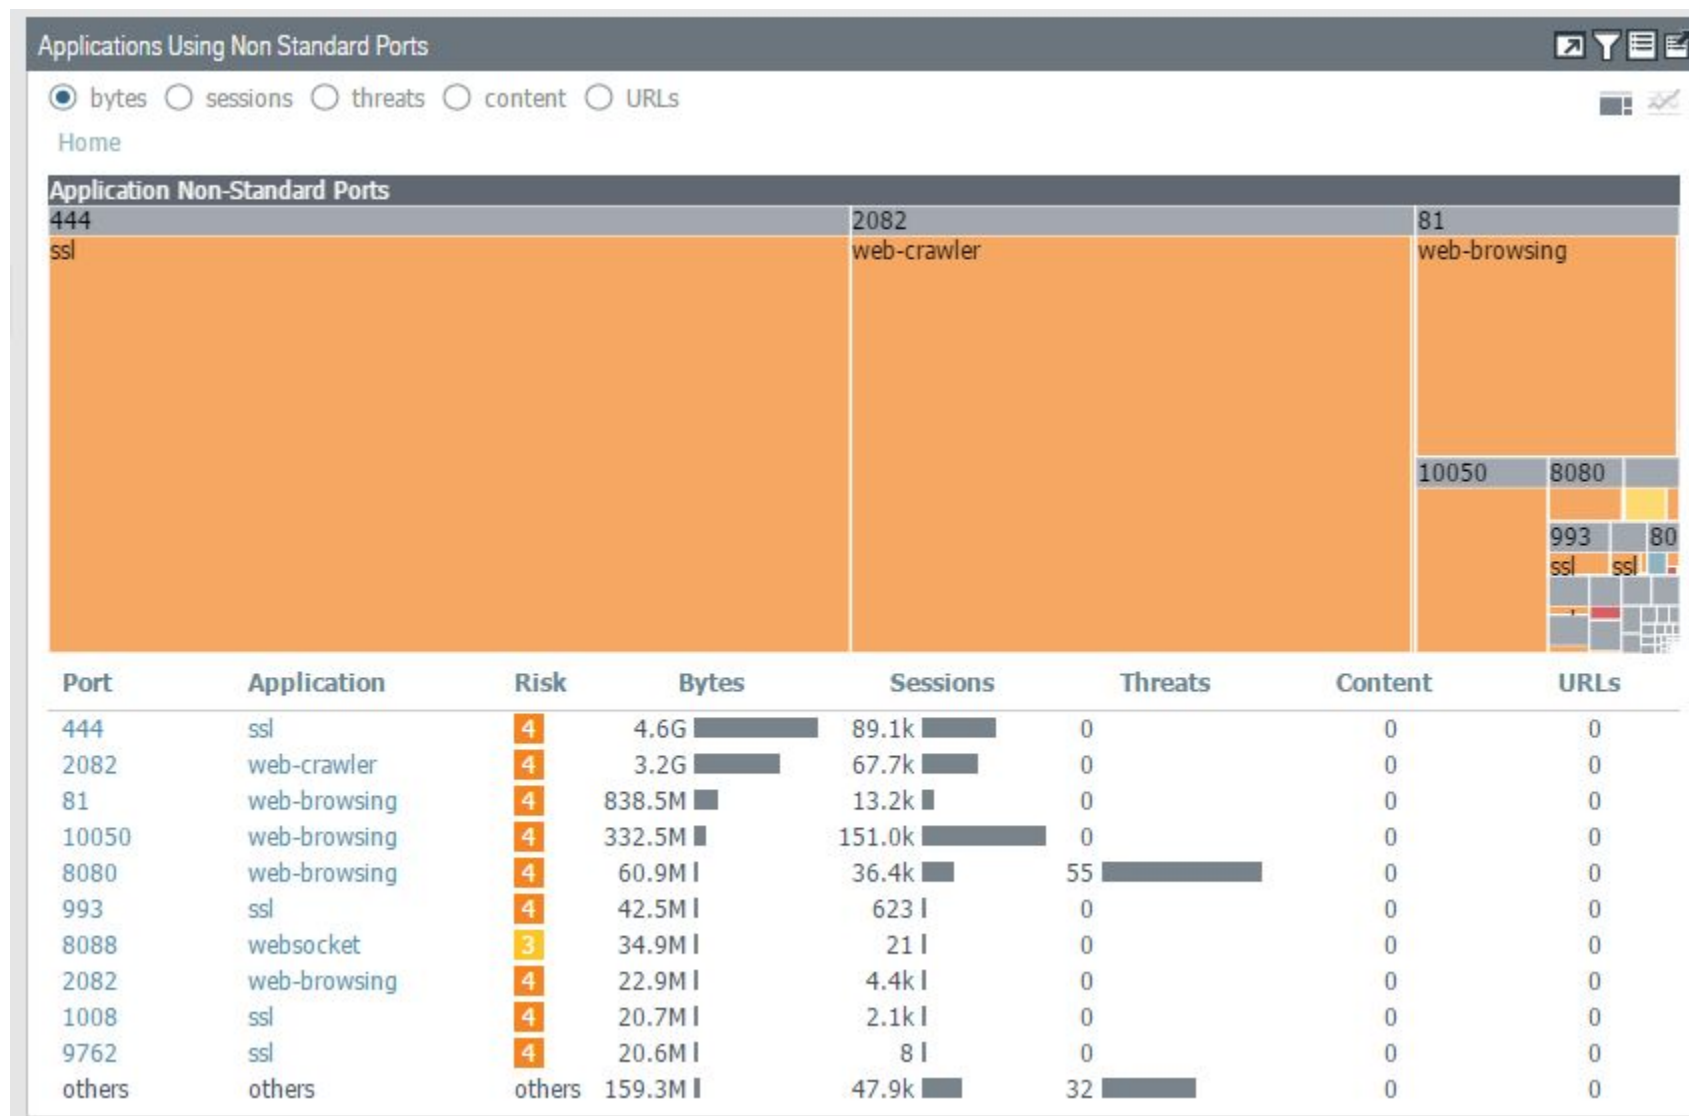 Applications Using Non Standard Ports
bytes sessions threats content URLs
Home
Application Non-Standard Ports
444 2082 81
ssl web-crawler web-browsing
10050 8080
993 80
ssl ssl
Port Application Risk Bytes Sessions Threats Content URLs
444 ssl 4 4.6G 89.1k 0 0 0
2082 web-crawler 4 3.2G 67.7k 0 0 0
81 web-browsing 4 838.5M 13.2k 0 0 0
10050 web-browsing 4 332.5M 151.0k 0 0 0
8080 web-browsing 4 60.9M 36.4k 55 0 0
993 ssl 4 42.5M 623 0 0 0
8088 websocket 3 34.9M 21 0 0 0
2082 web-browsing 4 22.9M 4.4k 0 0 0
1008 ssl 4 20.7M 2.1k 0 0 0
9762 ssl 4 20.6M 8 0 0 0
others others others 159.3M 47.9k 32 0 0